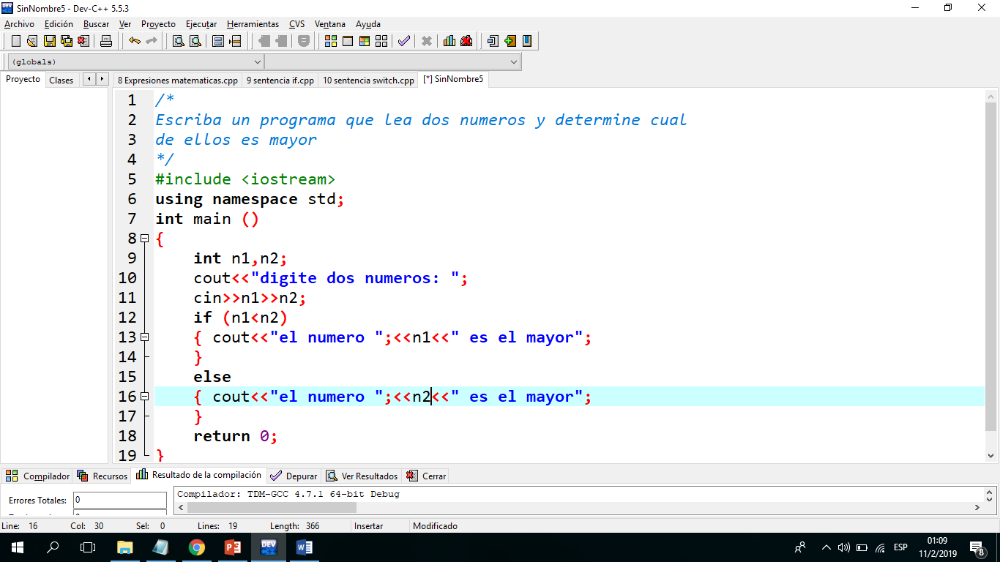 SinNombre5 - Dev-C++ 5.5.3
Archivo Edición Buscar Ver Proyecto Ejecutar Herramientas CVS Ventana Ayuda
(globals)
Proyecto Clases 8 Expresiones matematicas.cpp 9 sentencia if.cpp 10 sentencia switch.cpp [*] SinNombre5
1 /*
2 Escriba un programa que lea dos numeros y determine cual
3 de ellos es mayor
4 */
5 #include <iostream>
6 using namespace std;
7 int main ()
8 {
9 int n1,n2;
10 cout<<"digite dos numeros: ";
11 cin>>n1>>n2;
12 if (n1<n2)
13 { cout<<"el numero ";<<n1<<" es el mayor";
14 }
15 else
16 { cout<<"el numero ";<<n2<<" es el mayor";
17 }
18 return 0;
19 }
Compilador Recursos Resultado de la compilación Depurar Ver Resultados Cerrar
Errores Totales: 0 Compilador: TDM-GCC 4.7.1 64-bit Debug
Line: 16 Col: 30 Sel: 0 Lines: 19 Length: 366 Insertar Modificado
DEV W ESP 01:09
11/2/2019 8